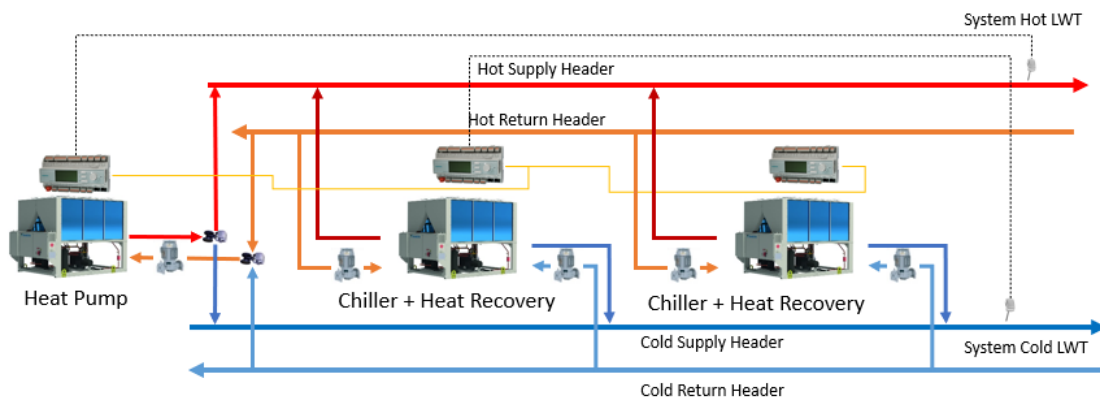 System Hot LWT
Hot Supply Header
Hot Return Header
Heat Pump
Chiller + Heat Recovery
Chiller + Heat Recovery
Cold Supply Header
System Cold LWT
Cold Return Header